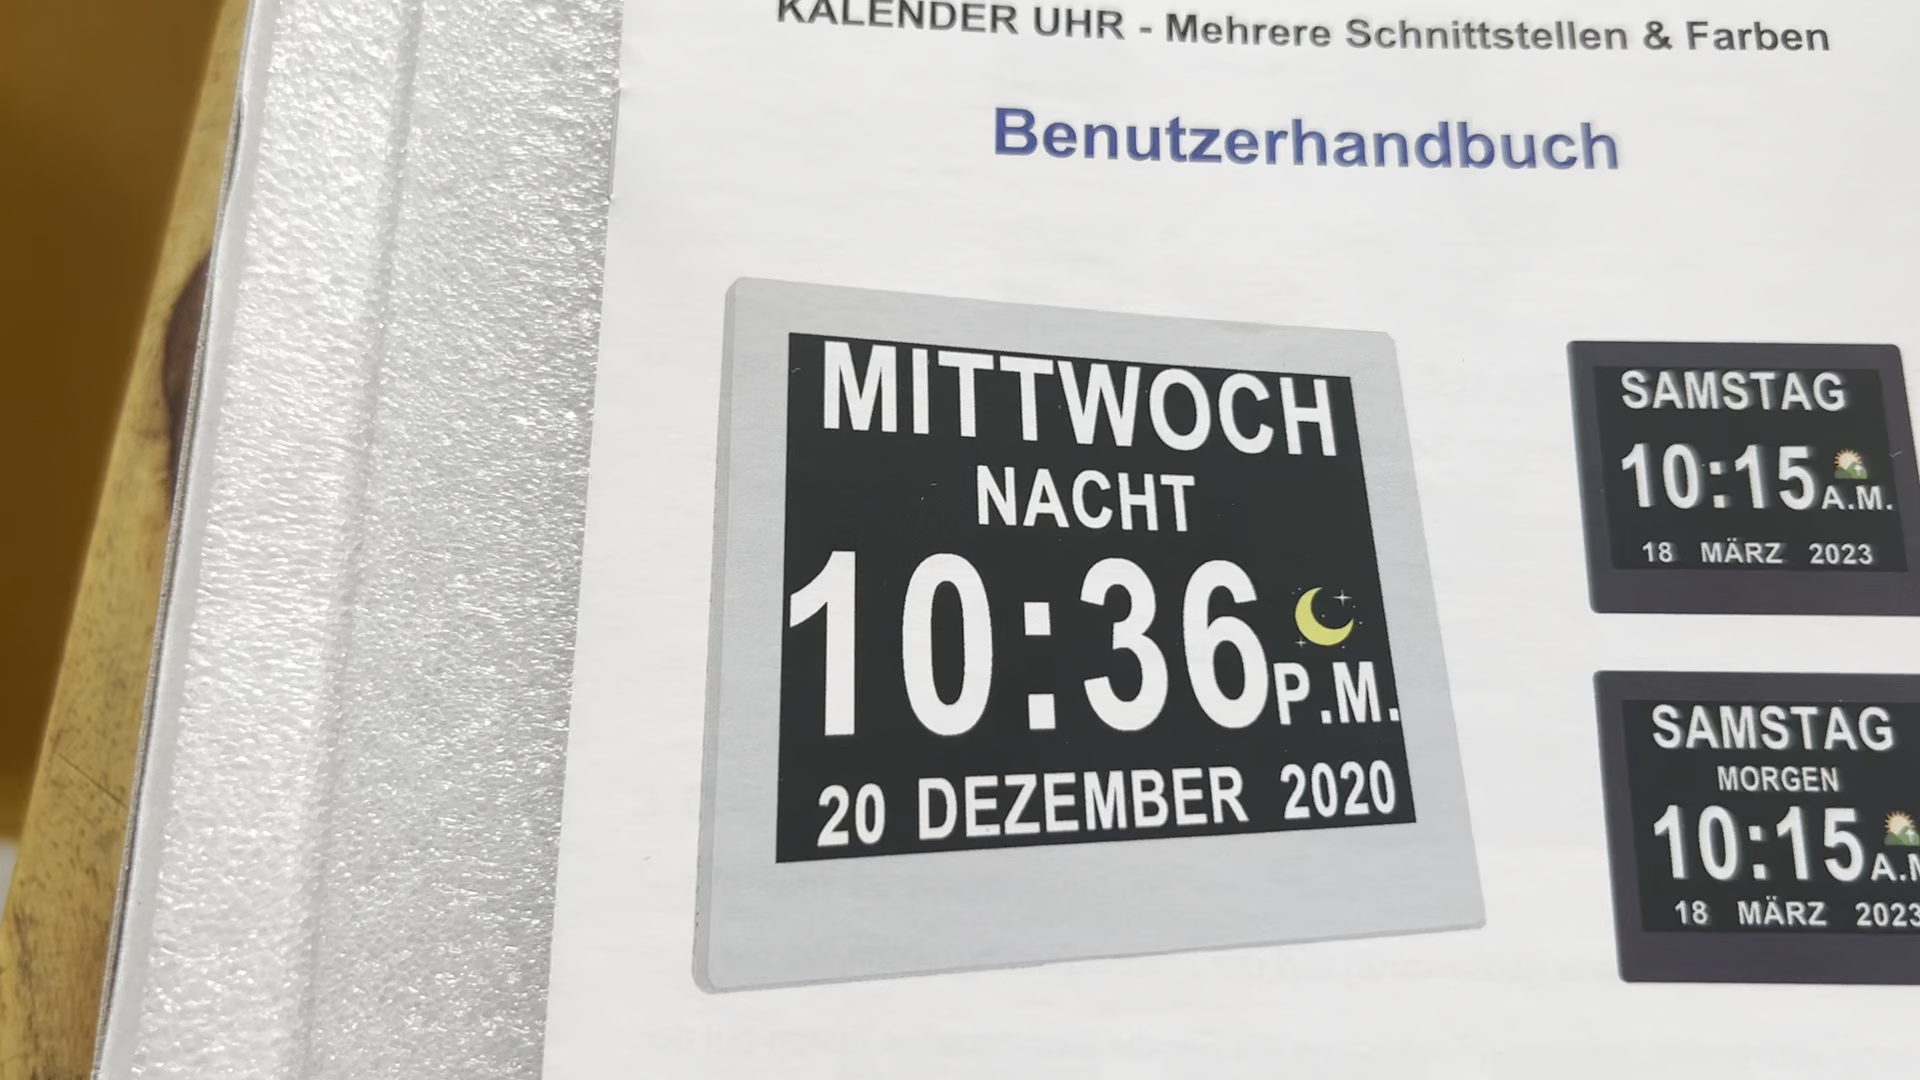 KALENDER UHR - Mehrere Schnittstellen & Farben
Benutzerhandbuch
MITTWOCH
NACHT
10:36
P.M.
20 DEZEMBER 2020
SAMSTAG
10:15 A.M.
18 MÄRZ 2023
SAMSTAG
MORGEN
10:15 A.M
18 MÄRZ 2023